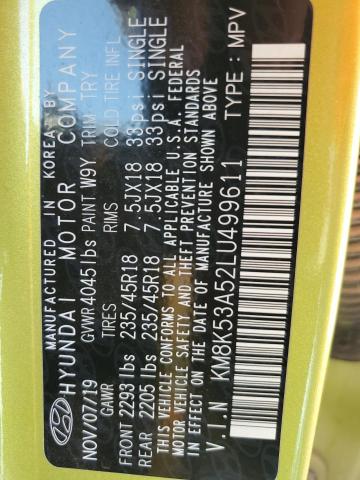 MANUFACTURED IN KOREA BY
HYUNDAI MOTOR COMPANY
NOV/07/19 GVWR 4045 lbs PAINT W9Y TRIM TRY
GAWR TIRES RIMS COLD TIRE INFL
FRONT 2293 lbs 235/45R18 7.5JX18 33psi SINGLE
REAR 2205 lbs 235/45R18 7.5JX18 33psi SINGLE
THIS VEHICLE CONFORMS TO ALL APPLICABLE U.S.A. FEDERAL
MOTOR VEHICLE SAFETY AND THEFT PREVENTION STANDARDS
IN EFFECT ON THE DATE OF MANUFACTURE SHOWN ABOVE
V.I.N KM8K53A52LU499611 TYPE : MPV